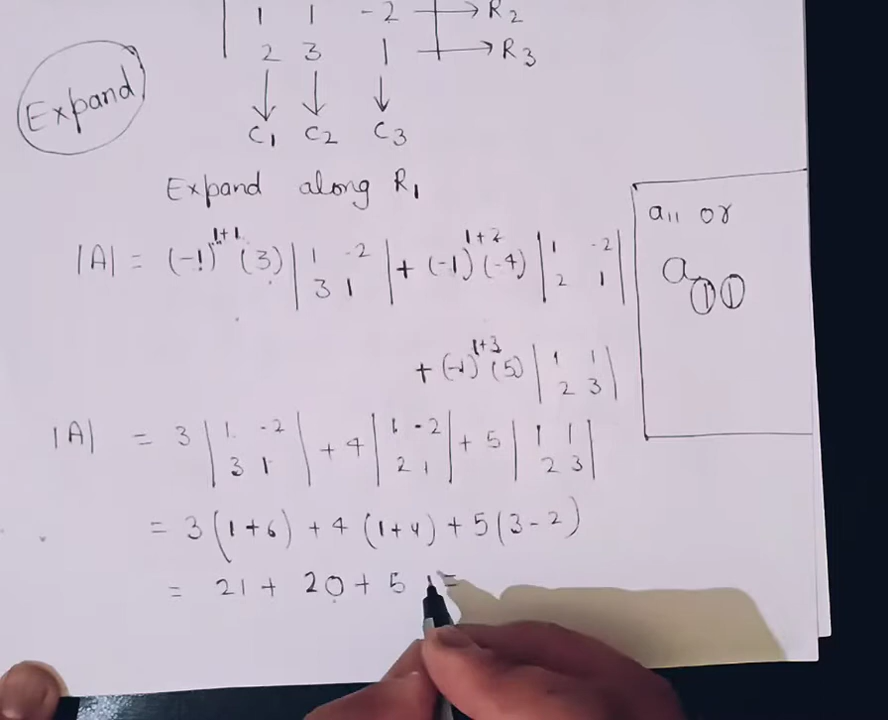 | 1 1 -2 | → R2
2 3 1 → R3
Expand
↓ ↓ ↓
C1 C2 C3
Expand along R1
|A| = (-1)^1+1 (3) | 1 -2 | + (-1)^1+2 (-4) | 1 -2 |
3 1 2 1
+ (-1)^1+3 (5) | 1 1 |
2 3
a11 or
a11
|A| = 3 | 1 -2 | + 4 | 1 -2 | + 5 | 1 1 |
3 1 2 1 2 3
= 3 (1+6) + 4 (1+4) + 5 (3-2)
= 21 + 20 + 5 =